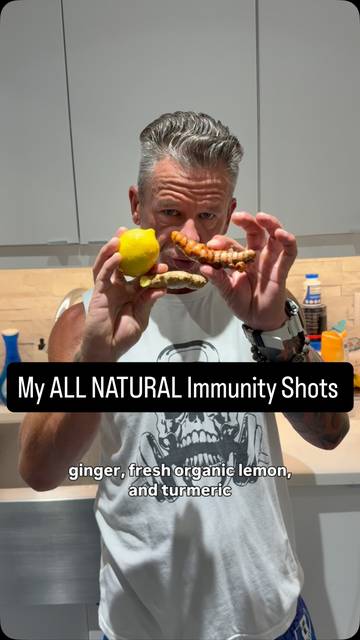 My ALL NATURAL Immunity Shots
ginger, fresh organic lemon,
and turmeric